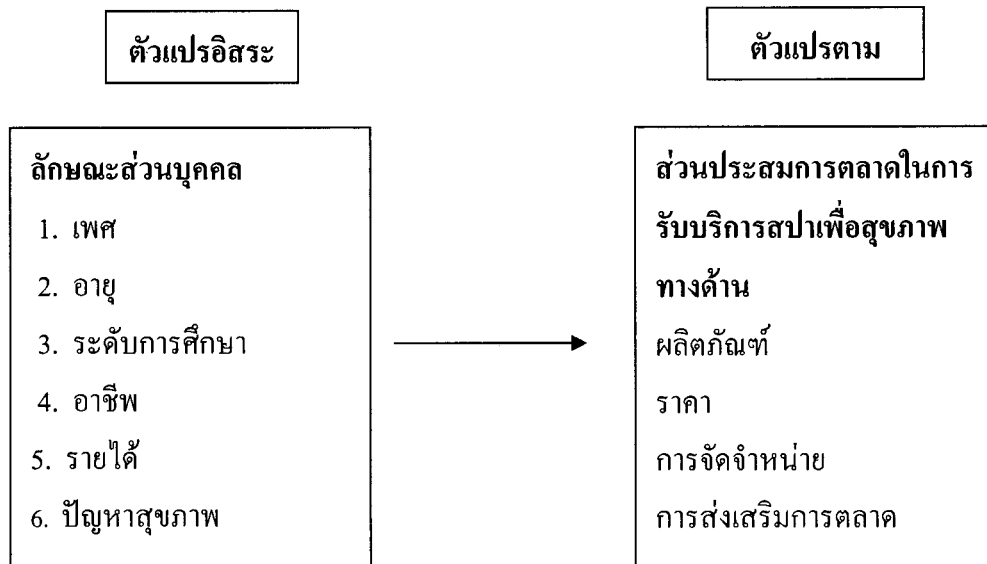 ตัวแปรอิสระ
ตัวแปรตาม
ลักษณะส่วนบุคคล
1. เพศ
2. อายุ
3. ระดับการศึกษา
4. อาชีพ
5. รายได้
6. ปัญหาสุขภาพ
ส่วนประสมการตลาดในการ
รับบริการสปาเพื่อสุขภาพ
ทางด้าน
ผลิตภัณฑ์
ราคา
การจัดจำหน่าย
การส่งเสริมการตลาด